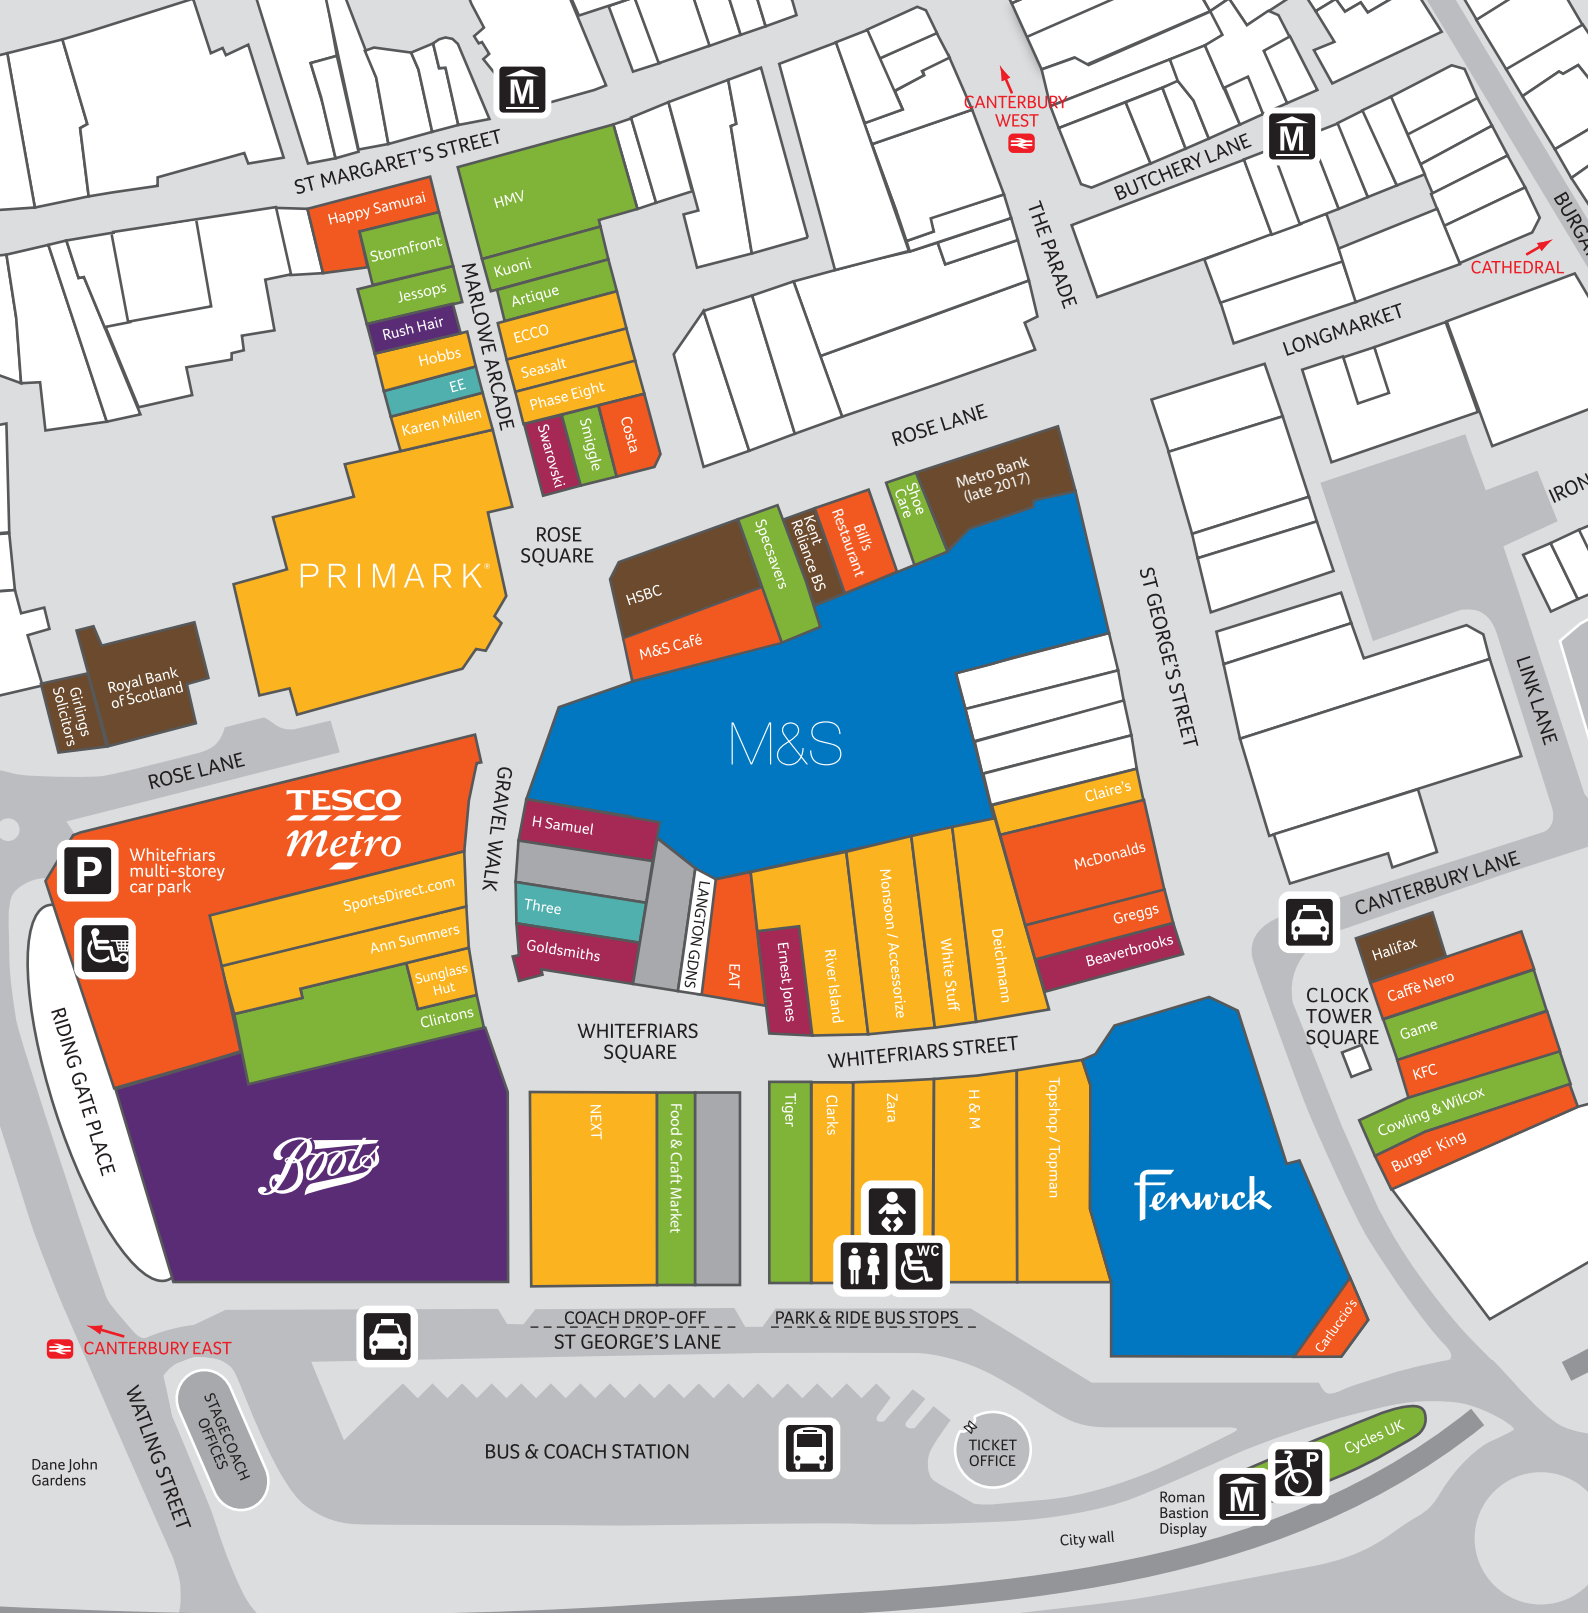 M
CANTERBURY
WEST
ST MARGARET'S STREET
BUTCHERY LANE
M
THE PARADE
CATHEDRAL
LONGMARKET
Happy Samurai
Stormfront
Jessops
Rush Hair
Hobbs
EE
Karen Millen
MARLOWE ARCADE
HMV
Kuoni
Artique
ECCO
Seasalt
Phase Eight
Swarovski
Smiggle
Costa
ROSE LANE
Metro Bank
(late 2017)
Shoe
Care
Bill's
Restaurant
Kent
Reliance BS
Specsavers
HSBC
M&S Café
ROSE
SQUARE
PRIMARK®
Royal Bank
of Scotland
Girlings
Solicitors
ROSE LANE
ST GEORGE'S STREET
LINK LANE
M&S
TESCO
Metro
P
Whitefriars
multi-storey
car park
GRAVEL WALK
SportsDirect.com
Ann Summers
Sunglass
Hut
Clintons
H Samuel
Three
Goldsmiths
LANGTON GDNS
EAT
Ernest Jones
River Island
Monsoon / Accessorize
White Stuff
Deichmann
Claire's
McDonalds
Greggs
Beaverbrooks
CANTERBURY LANE
Halifax
Caffè Nero
Game
KFC
Cowling & Wilcox
Burger King
CLOCK
TOWER
SQUARE
WHITEFRIARS
SQUARE
WHITEFRIARS STREET
RIDING GATE PLACE
Boots
NEXT
Food & Craft Market
Tiger
Clarks
Zara
H & M
Topshop / Topman
WC
Fenwick
Carluccio's
COACH DROP-OFF
PARK & RIDE BUS STOPS
ST GEORGE'S LANE
CANTERBURY EAST
WATLING STREET
STAGECOACH
OFFICES
Dane John
Gardens
BUS & COACH STATION
TICKET
OFFICE
Cycles UK
P
M
Roman
Bastion
Display
City wall